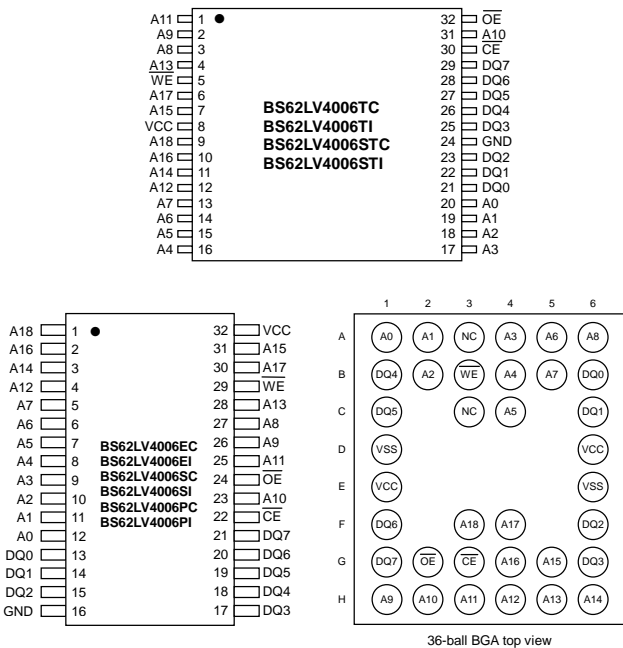 A11 1 32 O̅E̅
A9 2 31 A10
A8 3 30 C̅E̅
A13 4 29 DQ7
W̅E̅ 5 28 DQ6
A17 6 27 DQ5
A15 7 26 DQ4
VCC 8 25 DQ3
A18 9 24 GND
A16 10 23 DQ2
A14 11 22 DQ1
A12 12 21 DQ0
A7 13 20 A0
A6 14 19 A1
A5 15 18 A2
A4 16 17 A3
BS62LV4006TC
BS62LV4006TI
BS62LV4006STC
BS62LV4006STI
A18 1 32 VCC
A16 2 31 A15
A14 3 30 A17
A12 4 29 W̅E̅
A7 5 28 A13
A6 6 27 A8
A5 7 26 A9
A4 8 25 A11
A3 9 24 O̅E̅
A2 10 23 A10
A1 11 22 C̅E̅
A0 12 21 DQ7
DQ0 13 20 DQ6
DQ1 14 19 DQ5
DQ2 15 18 DQ4
GND 16 17 DQ3
BS62LV4006EC
BS62LV4006EI
BS62LV4006SC
BS62LV4006SI
BS62LV4006PC
BS62LV4006PI
1 2 3 4 5 6
A A0 A1 NC A3 A6 A8
B DQ4 A2 W̅E̅ A4 A7 DQ0
C DQ5 NC A5 DQ1
D VSS VCC
E VCC VSS
F DQ6 A18 A17 DQ2
G DQ7 O̅E̅ C̅E̅ A16 A15 DQ3
H A9 A10 A11 A12 A13 A14
36-ball BGA top view